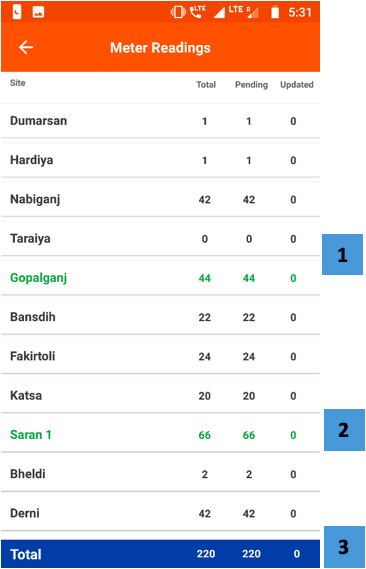 LTE LTE R 5:31
Meter Readings
Site Total Pending Updated
Dumarsan 1 1 0
Hardiya 1 1 0
Nabiganj 42 42 0
Taraiya 0 0 0
1
Gopalganj 44 44 0
Bansdih 22 22 0
Fakirtoli 24 24 0
Katsa 20 20 0
Saran 1 66 66 0
2
Bheldi 2 2 0
Derni 42 42 0
Total 220 220 0
3